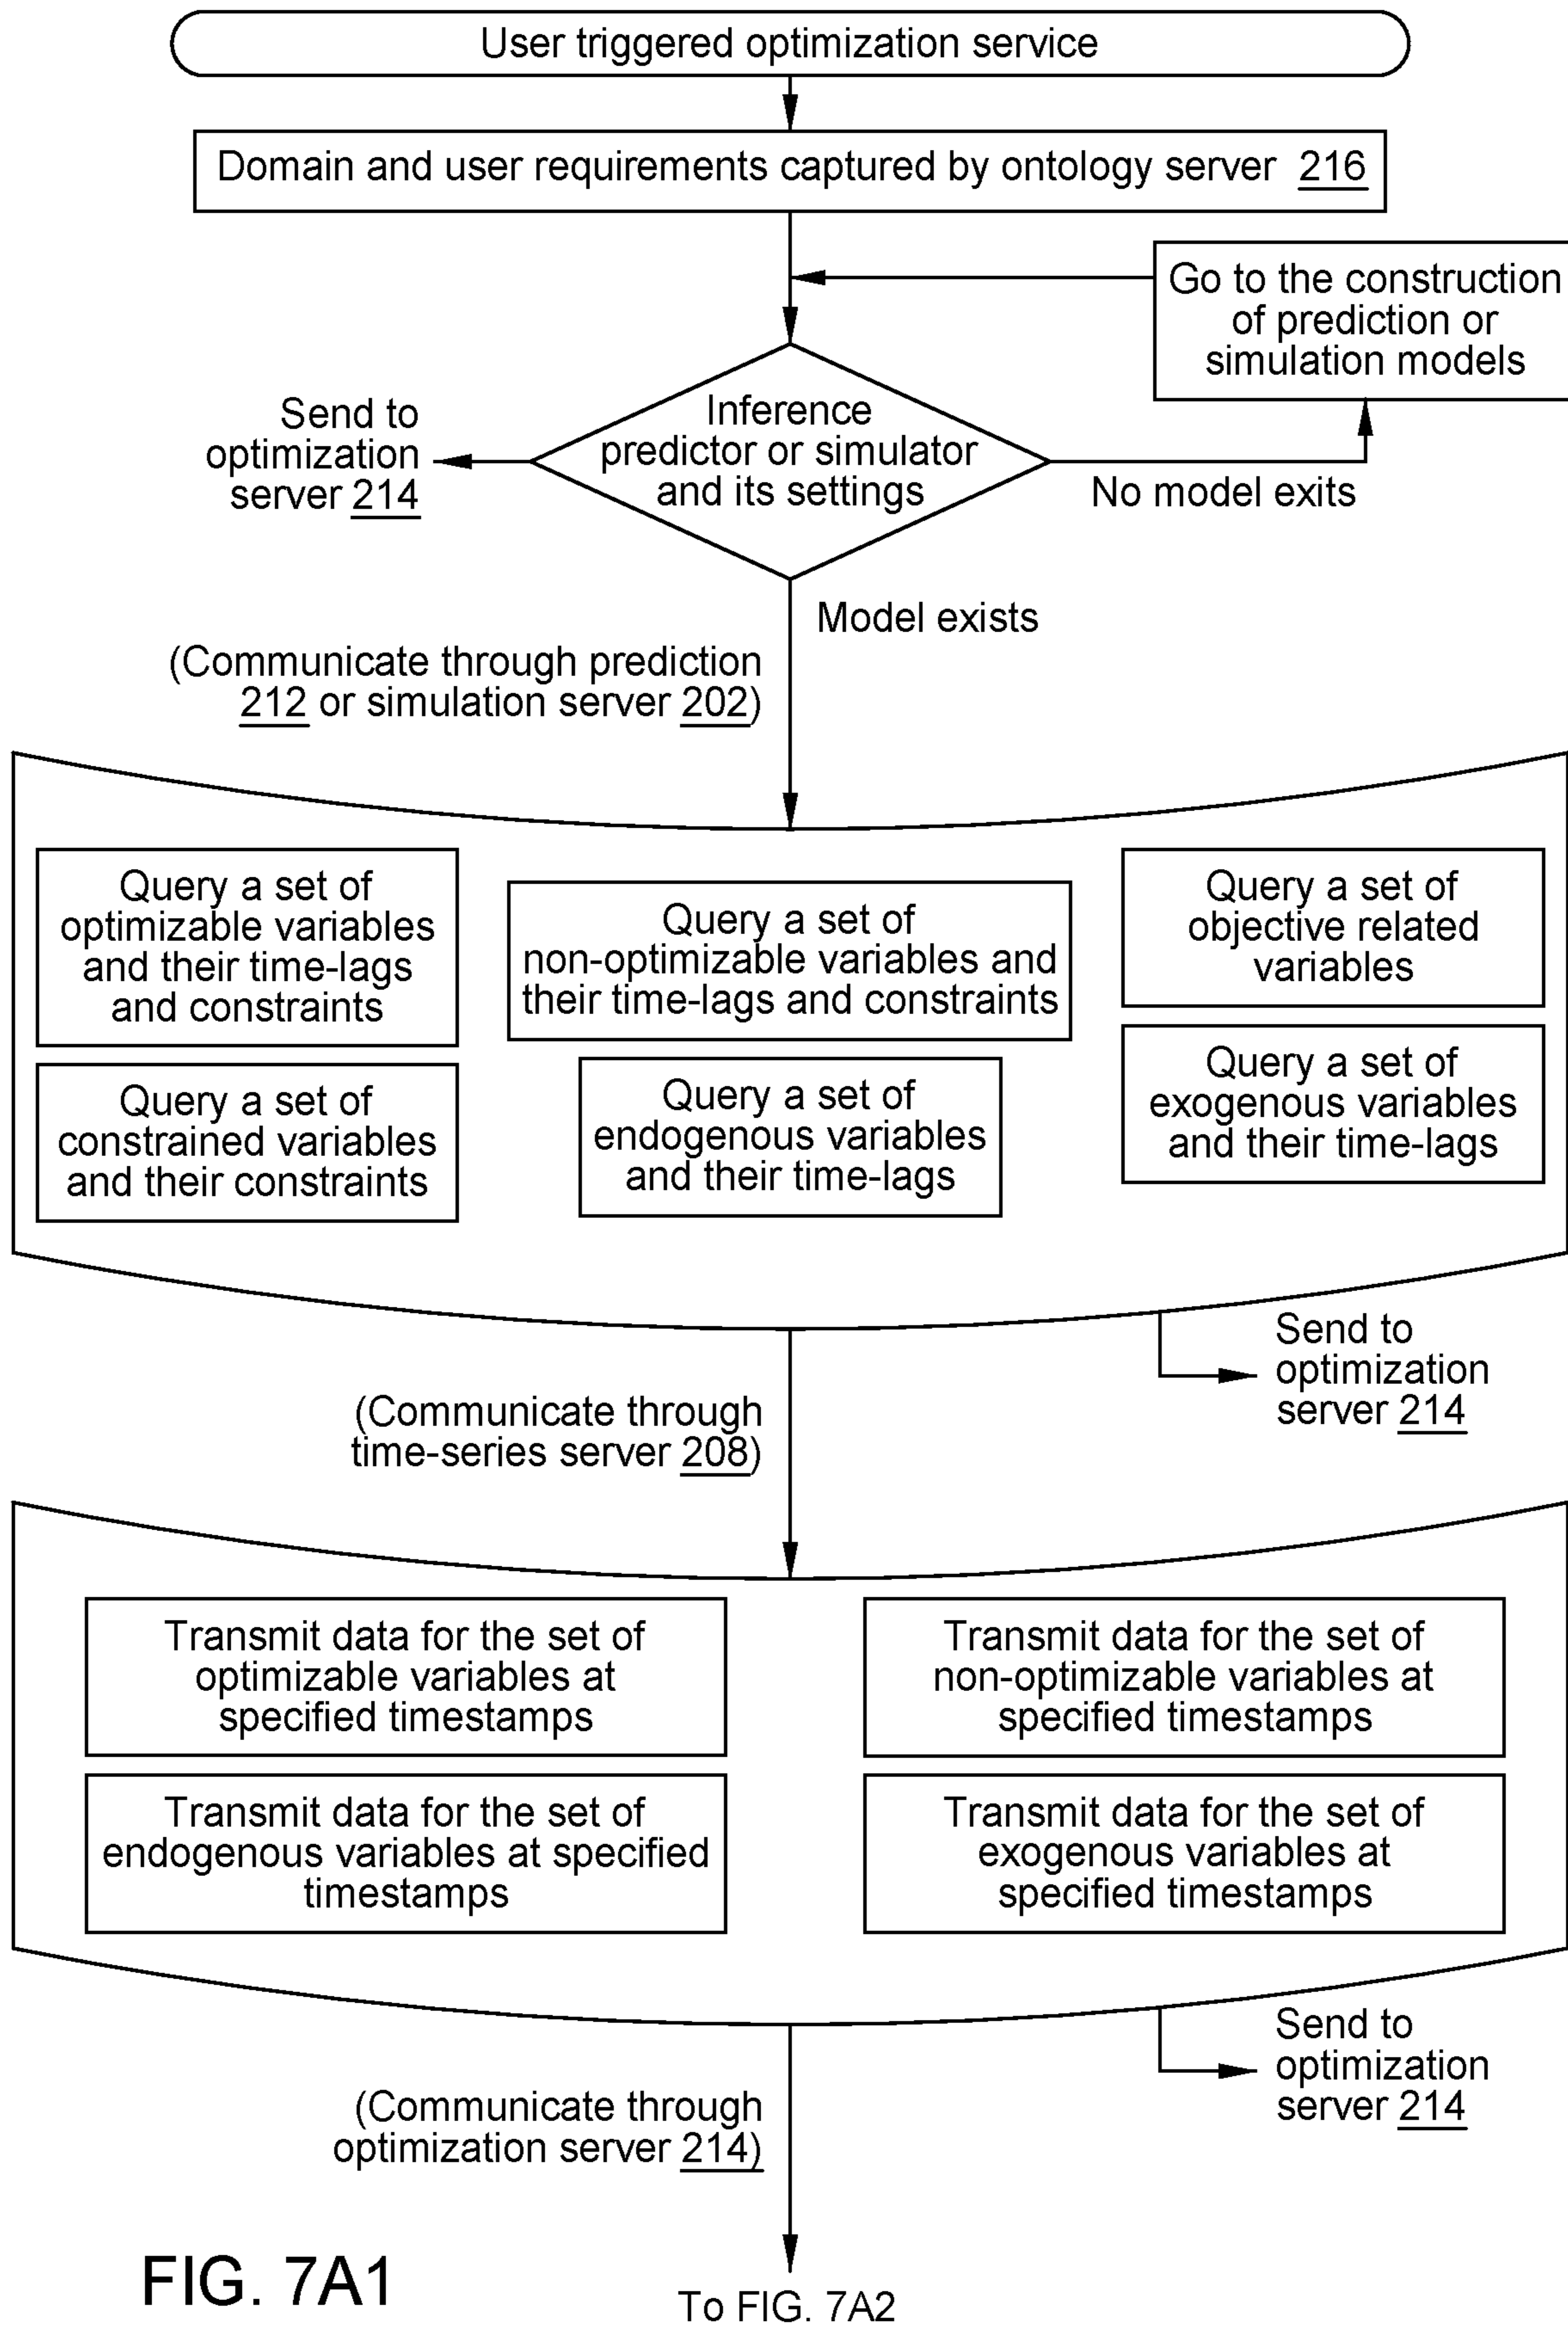 User triggered optimization service
Domain and user requirements captured by ontology server 216
Go to the construction
of prediction or
simulation models
Inference
predictor or simulator
and its settings
Send to
optimization
server 214
No model exits
Model exists
(Communicate through prediction
212 or simulation server 202)
Query a set of
optimizable variables
and their time-lags
and constraints
Query a set of
non-optimizable variables and
their time-lags and constraints
Query a set of
objective related
variables
Query a set of
constrained variables
and their constraints
Query a set of
endogenous variables
and their time-lags
Query a set of
exogenous variables
and their time-lags
Send to
optimization
server 214
(Communicate through
time-series server 208)
Transmit data for the set of
optimizable variables at
specified timestamps
Transmit data for the set of
non-optimizable variables at
specified timestamps
Transmit data for the set of
endogenous variables at specified
timestamps
Transmit data for the set of
exogenous variables at
specified timestamps
Send to
optimization
server 214
(Communicate through
optimization server 214)
FIG. 7A1
To FIG. 7A2